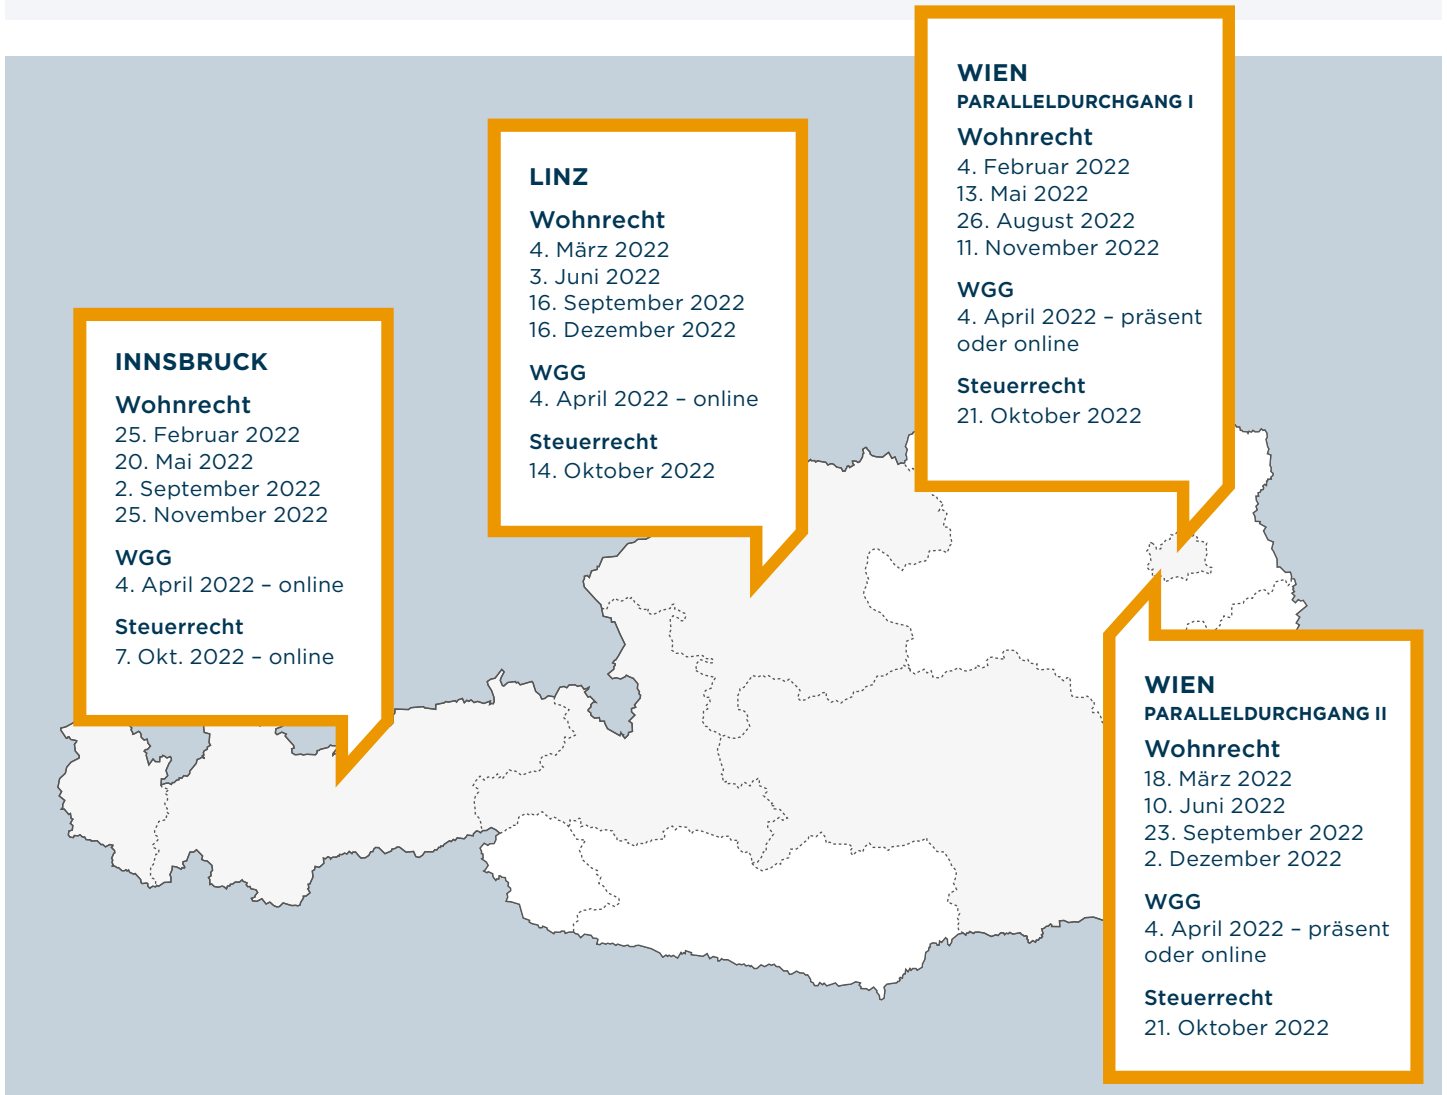 INNSBRUCK
Wohnrecht
25. Februar 2022
20. Mai 2022
2. September 2022
25. November 2022
WGG
4. April 2022 – online
Steuerrecht
7. Okt. 2022 – online
LINZ
Wohnrecht
4. März 2022
3. Juni 2022
16. September 2022
16. Dezember 2022
WGG
4. April 2022 – online
Steuerrecht
14. Oktober 2022
WIEN
PARALLELDURCHGANG I
Wohnrecht
4. Februar 2022
13. Mai 2022
26. August 2022
11. November 2022
WGG
4. April 2022 – präsent
oder online
Steuerrecht
21. Oktober 2022
WIEN
PARALLELDURCHGANG II
Wohnrecht
18. März 2022
10. Juni 2022
23. September 2022
2. Dezember 2022
WGG
4. April 2022 – präsent
oder online
Steuerrecht
21. Oktober 2022